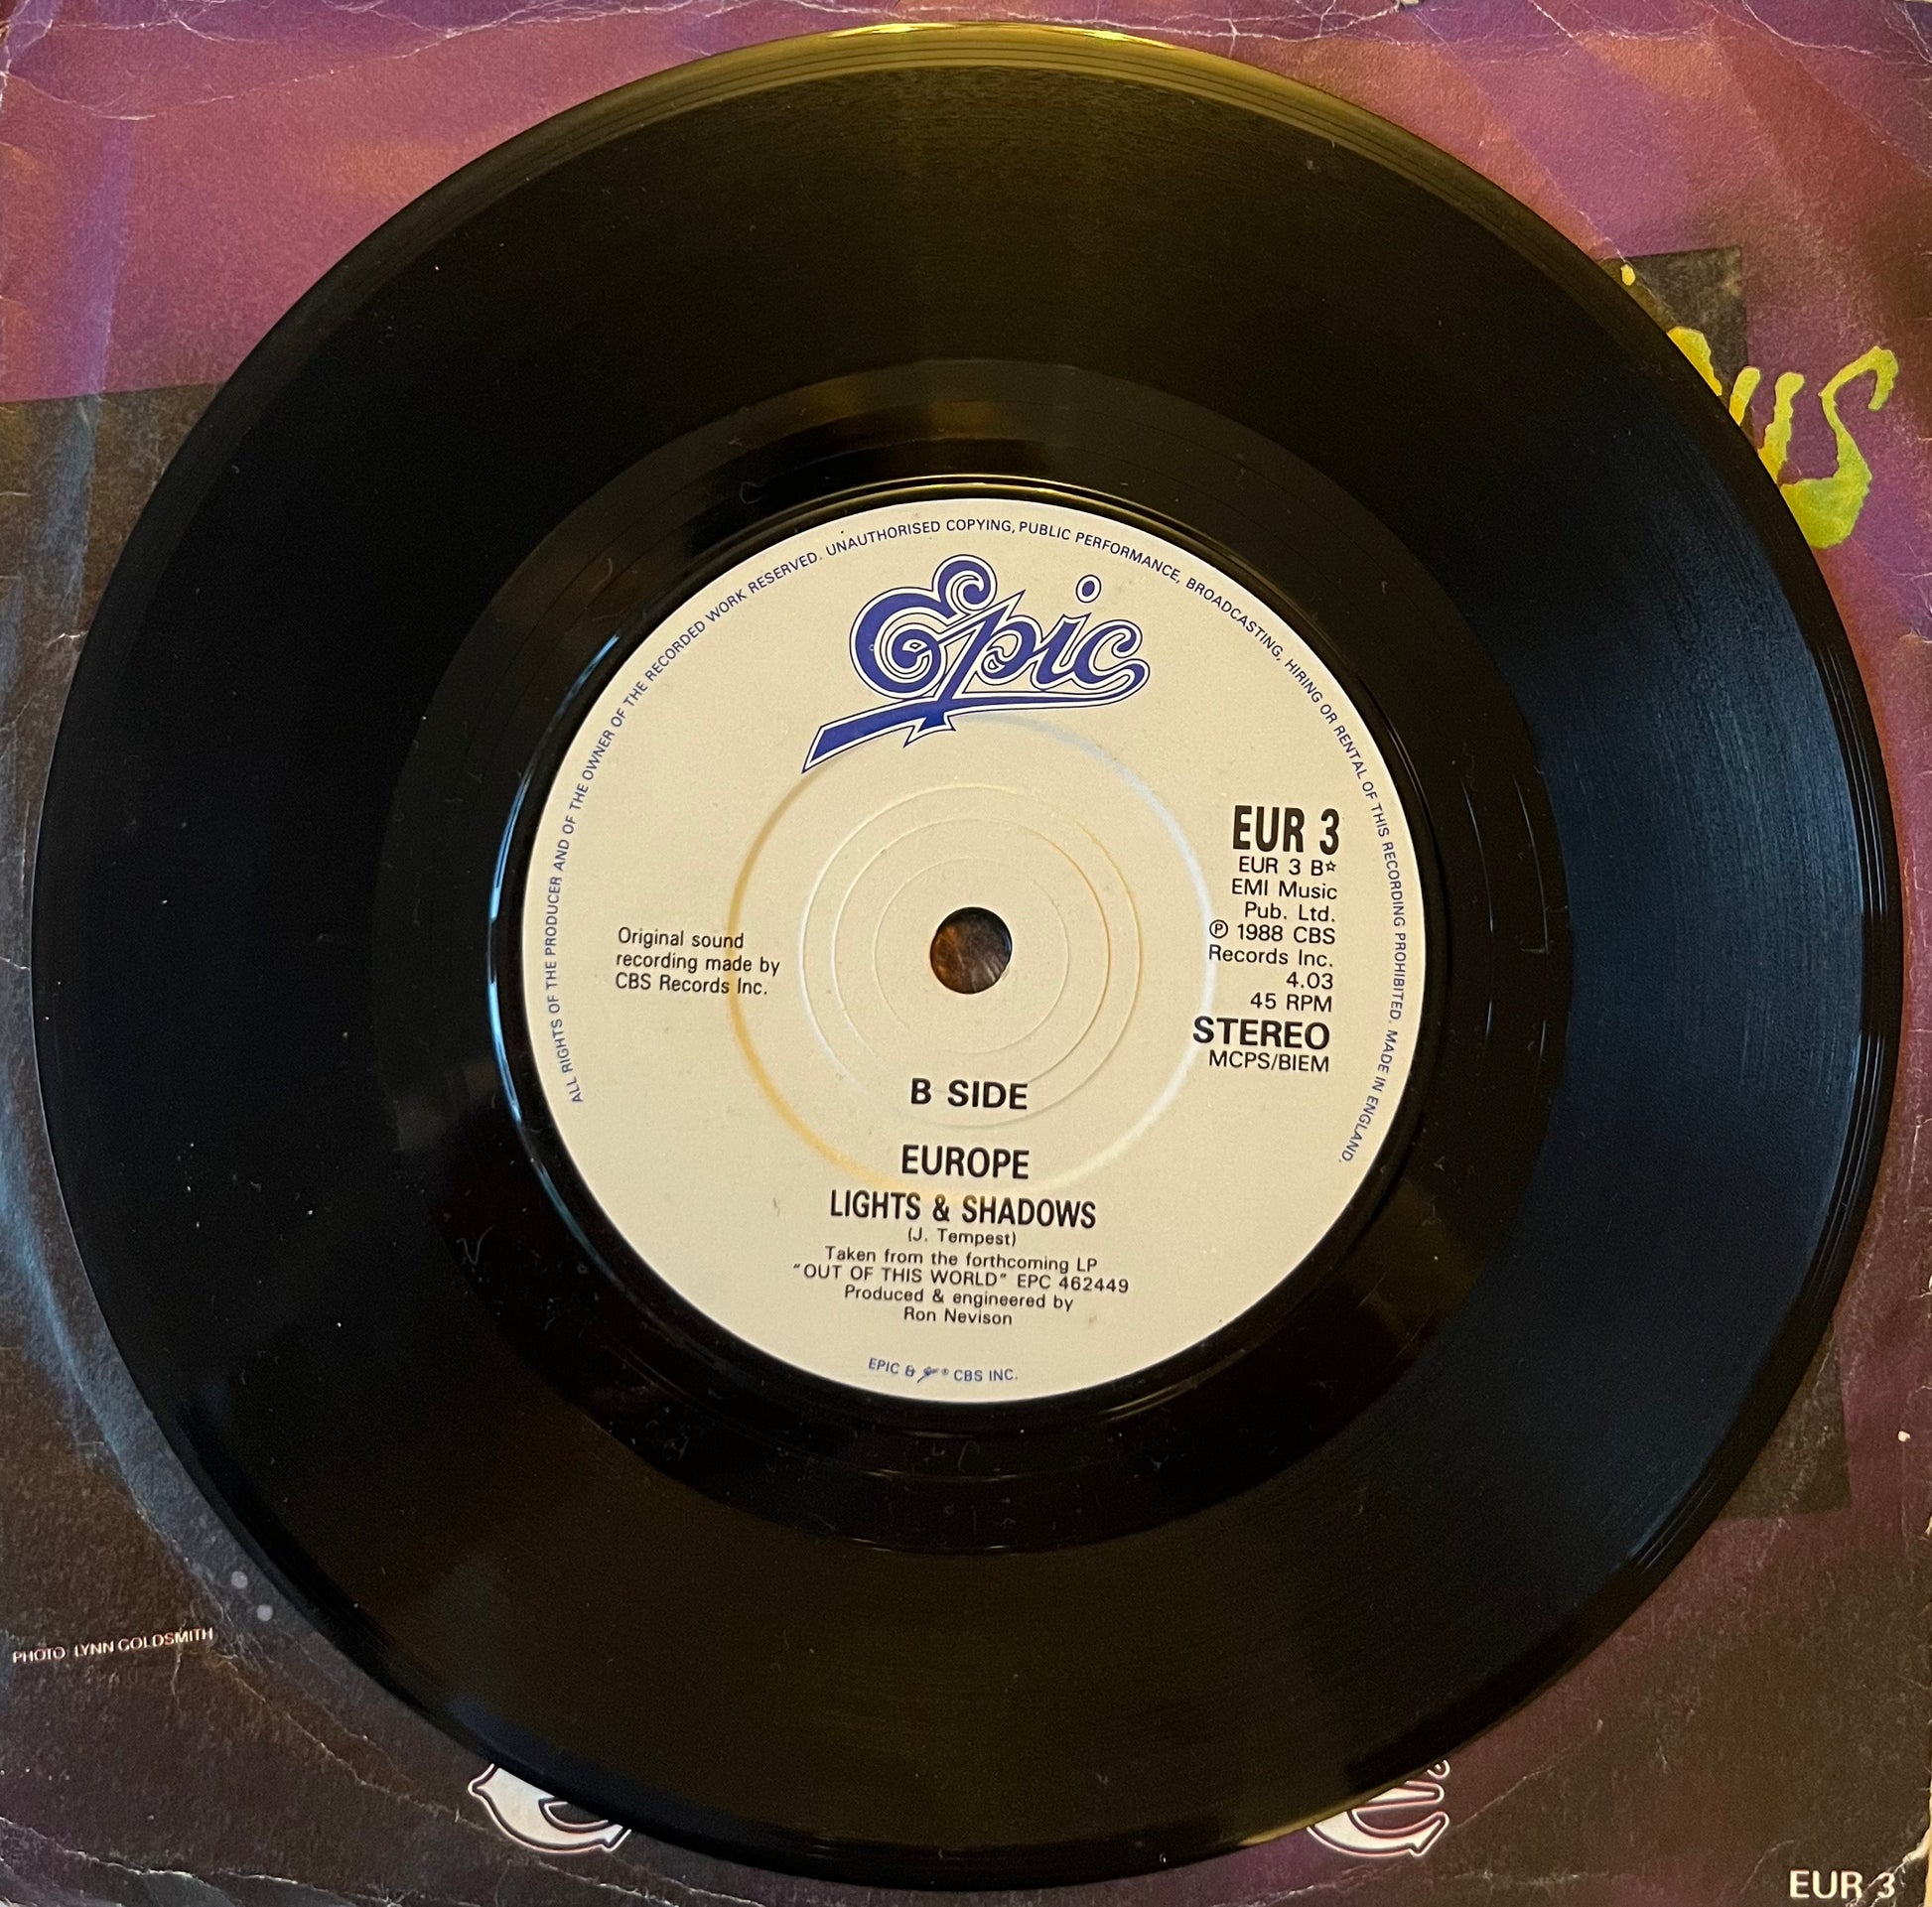 ALL RIGHTS OF THE PRODUCER AND OF THE OWNER OF THE RECORDED WORK RESERVED. UNAUTHORISED COPYING, PUBLIC PERFORMANCE, BROADCASTING, HIRING OR RENTAL OF THIS RECORDING PROHIBITED. MADE IN ENGLAND.
Epic
EUR 3
EUR 3 B☆
EMI Music
Pub. Ltd.
℗ 1988 CBS
Records Inc.
4.03
45 RPM
STEREO
MCPS/BIEM
Original sound
recording made by
CBS Records Inc.
B SIDE
EUROPE
LIGHTS & SHADOWS
(J. Tempest)
Taken from the forthcoming LP
"OUT OF THIS WORLD" EPC 462449
Produced & engineered by
Ron Nevison
EPIC & ® CBS INC.
PHOTO LYNN GOLDSMITH
EUR 3